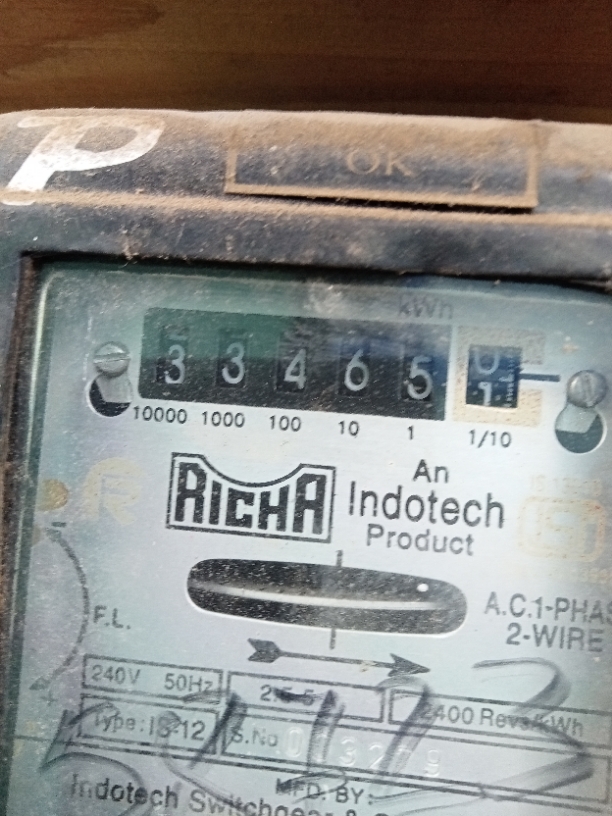 P
OK
kWh
3 3 4 6 5
10000 1000 100 10 1 1/10
RICHA
An
Indotech
Product
F.L.
A.C.1-PHAS
2-WIRE
240V 50Hz
2400 Revs/kWh
Type: IS-12 S.No
MFD. BY:
Indotech Switchgear &